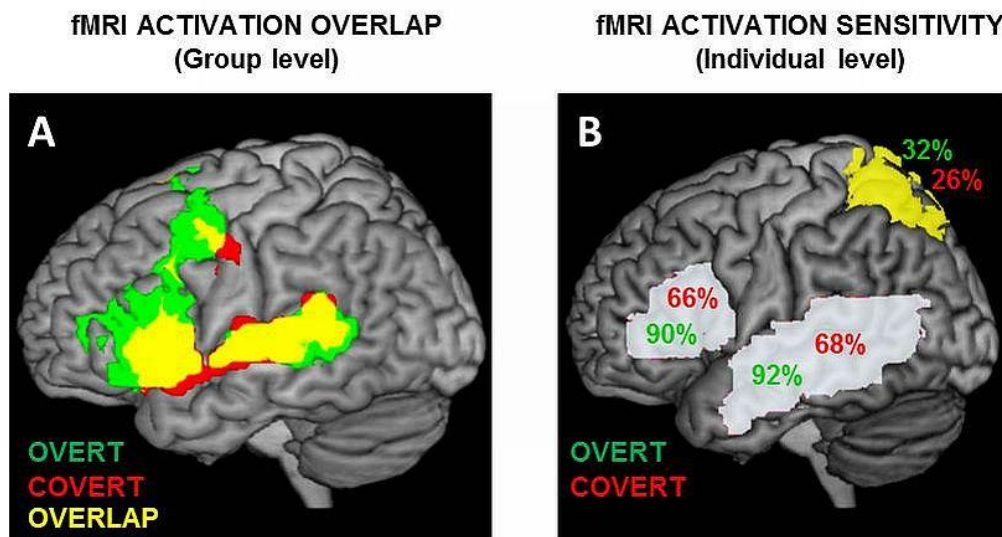 fMRI ACTIVATION OVERLAP
(Group level)
A
OVERT
COVERT
OVERLAP
fMRI ACTIVATION SENSITIVITY
(Individual level)
B
32%
26%
66%
90%
68%
92%
OVERT
COVERT